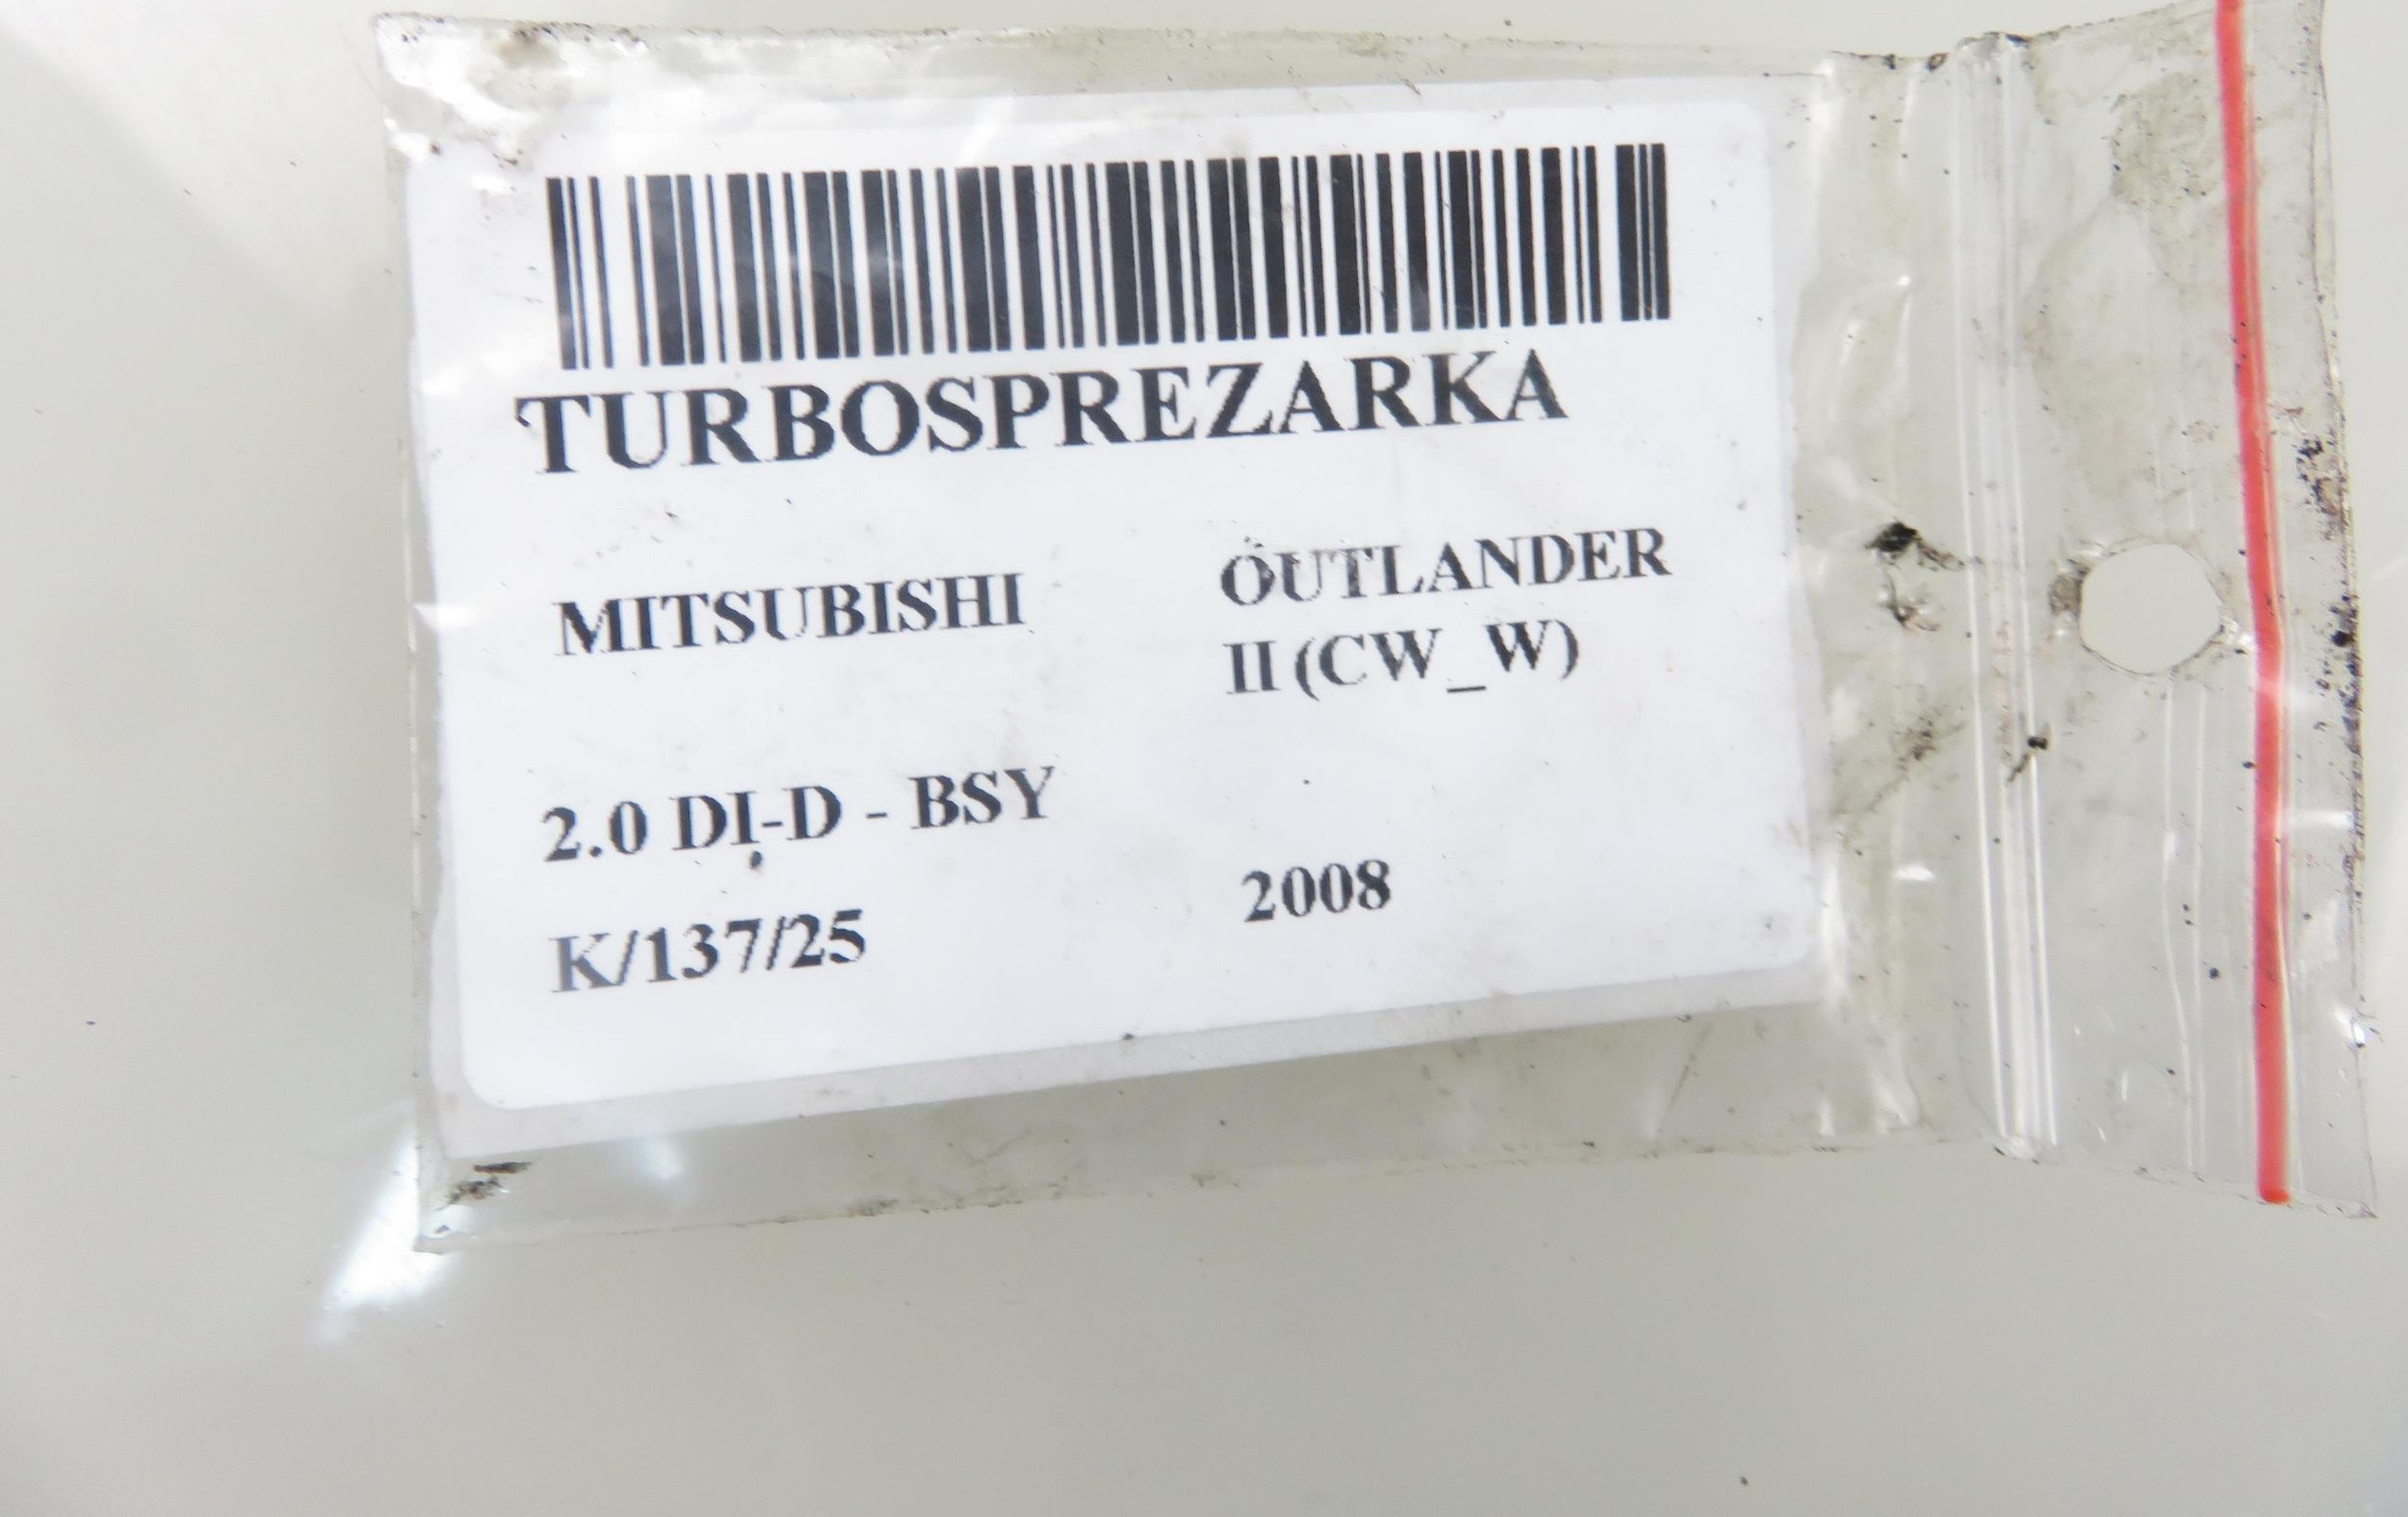 TURBOSPREZARKA
MITSUBISHI
OUTLANDER
II (CW_W)
2.0 DI-D - BSY
K/137/25
2008